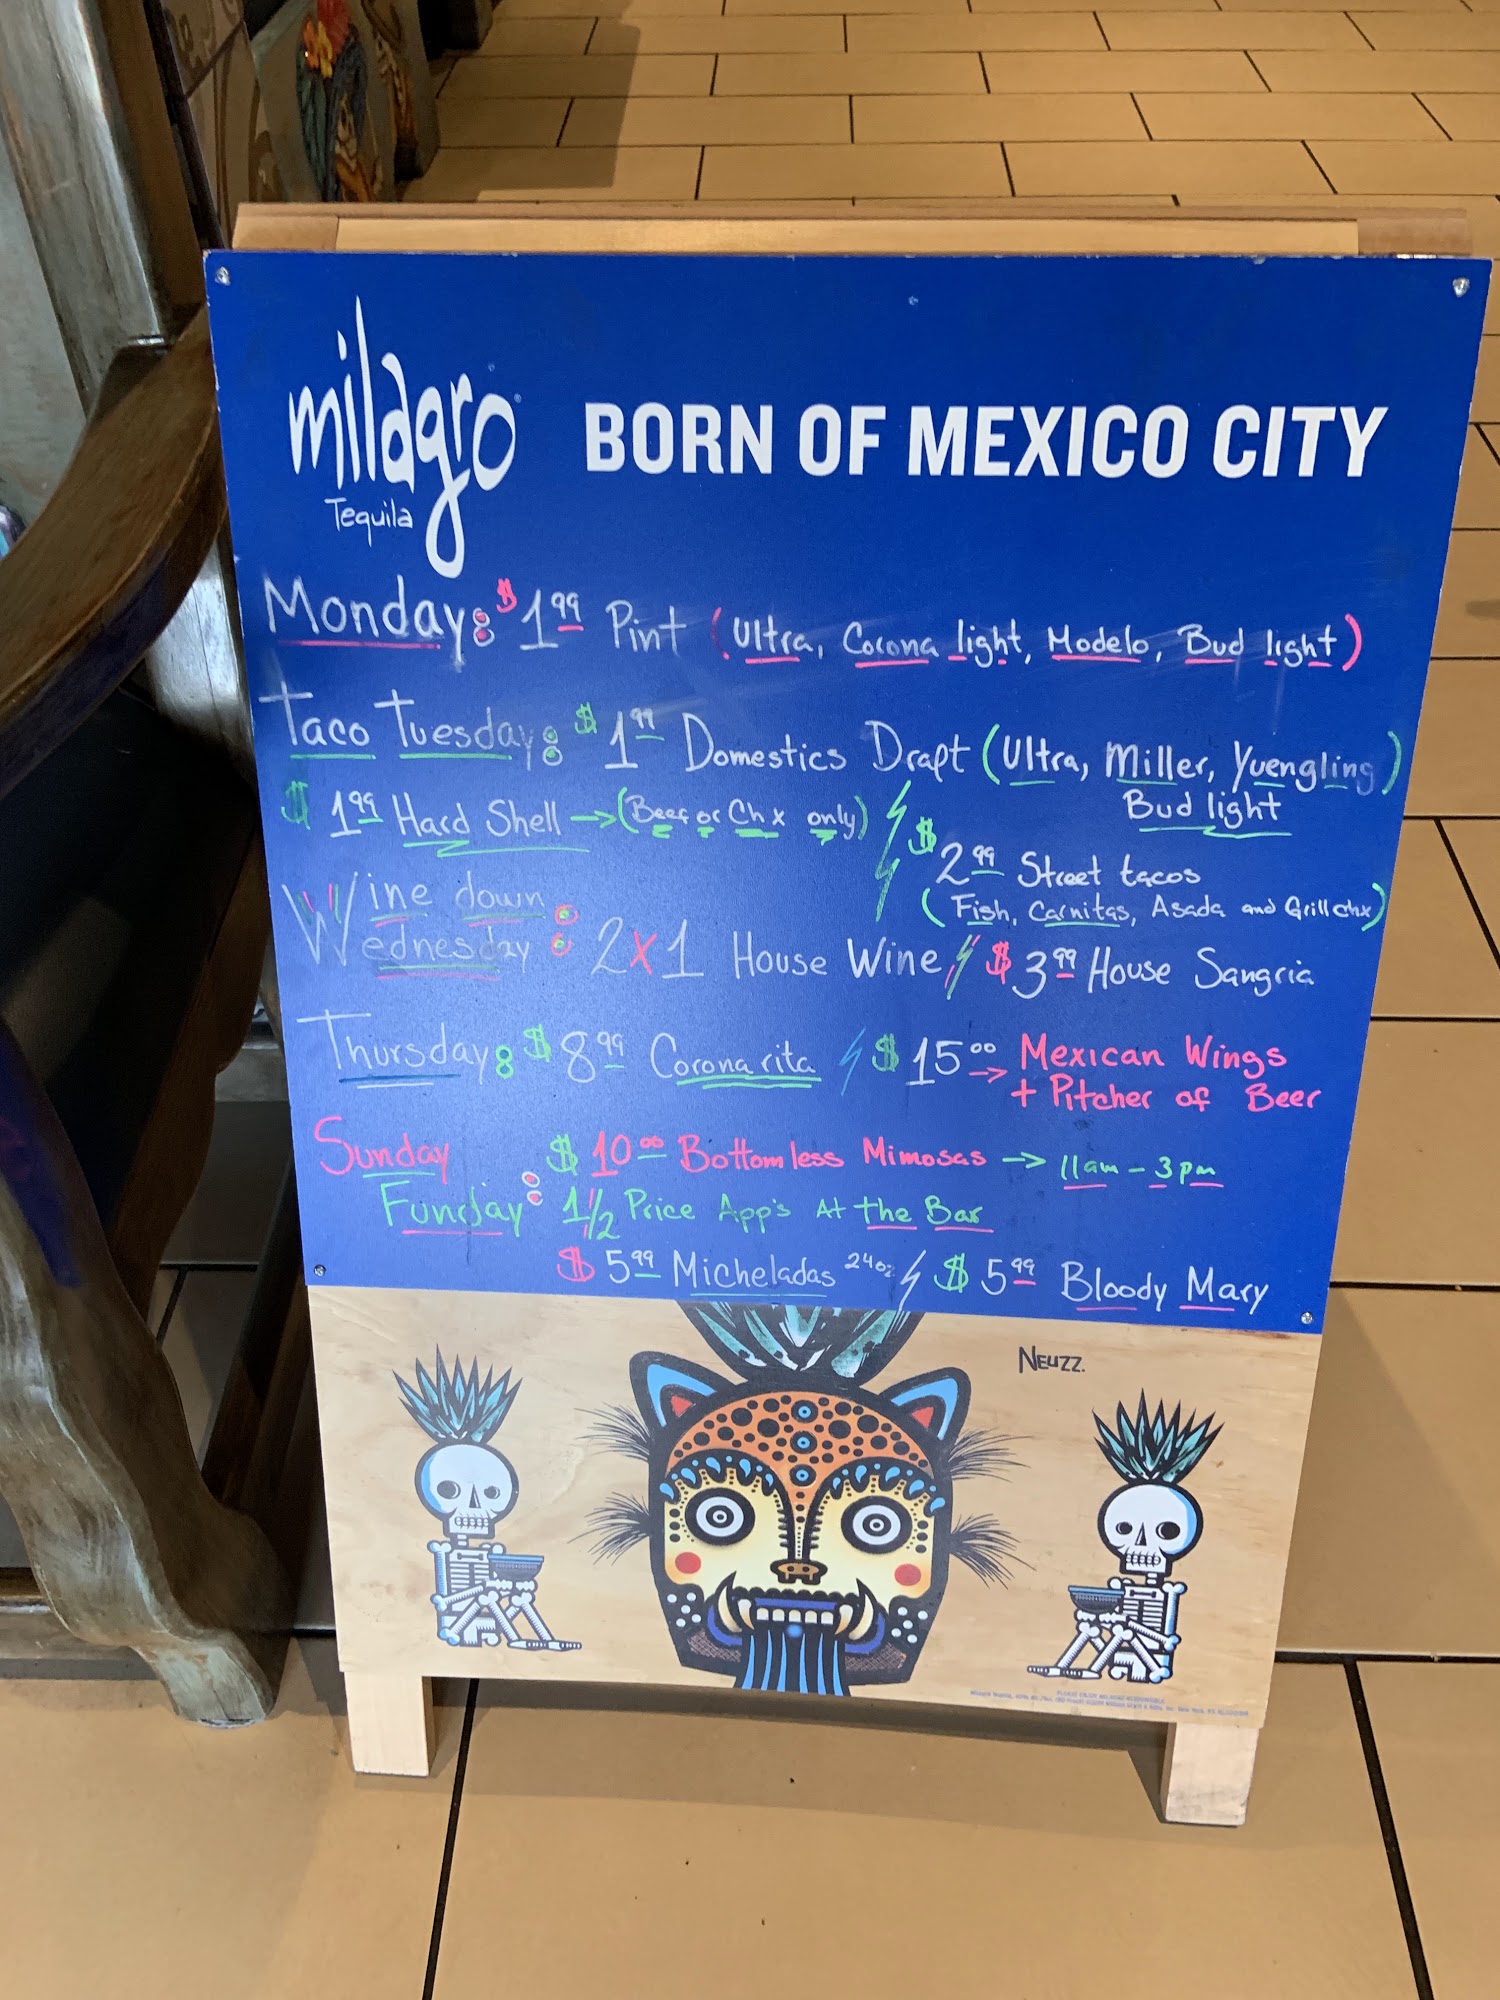 milagro
Tequila
BORN OF MEXICO CITY
Monday: $1.99 Pint (Ultra, Corona light, Modelo, Bud light)
Taco Tuesday: $1.99 Domestics Draft (Ultra, Miller, Yuengling)
Bud light
$1.99 Hard Shell → (Beef or Chx only)
$2.99 Street tacos
(Fish, Carnitas, Asada and Grill chx)
Wine down
Wednesday: 2x1 House Wine / $3.99 House Sangria
Thursday: $8.99 Coronarita / $15.00 → Mexican Wings
+ Pitcher of Beer
Sunday $10.00 Bottomless Mimosas → 11am - 3pm
Funday: 1/2 Price App's At the Bar
$5.99 Micheladas 24oz / $5.99 Bloody Mary
NEUZZ.